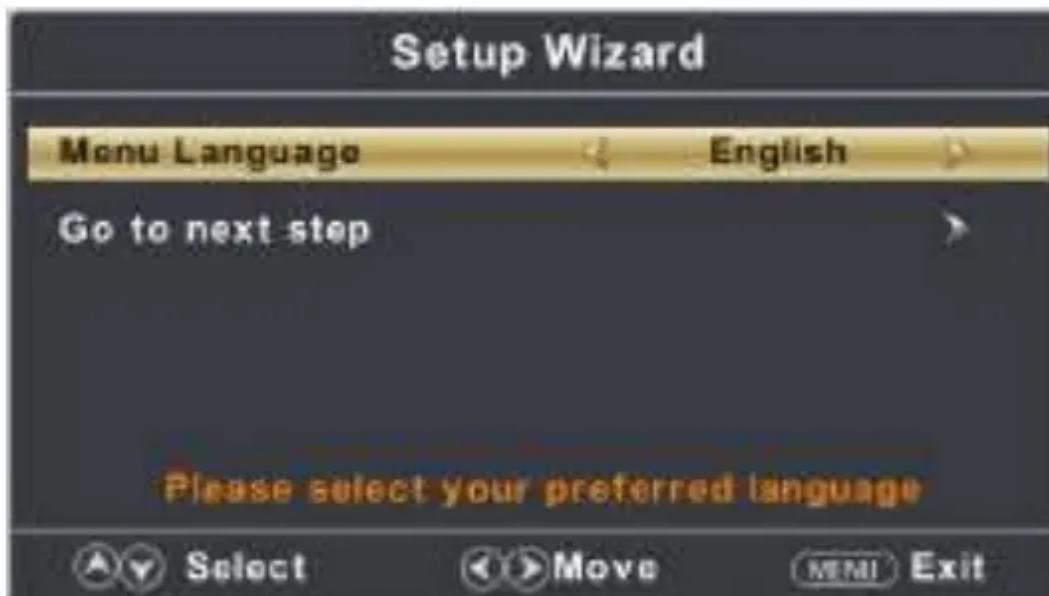 Setup Wizard
Menu Language English
Go to next step
Please select your preferred language
Select Move MENU Exit